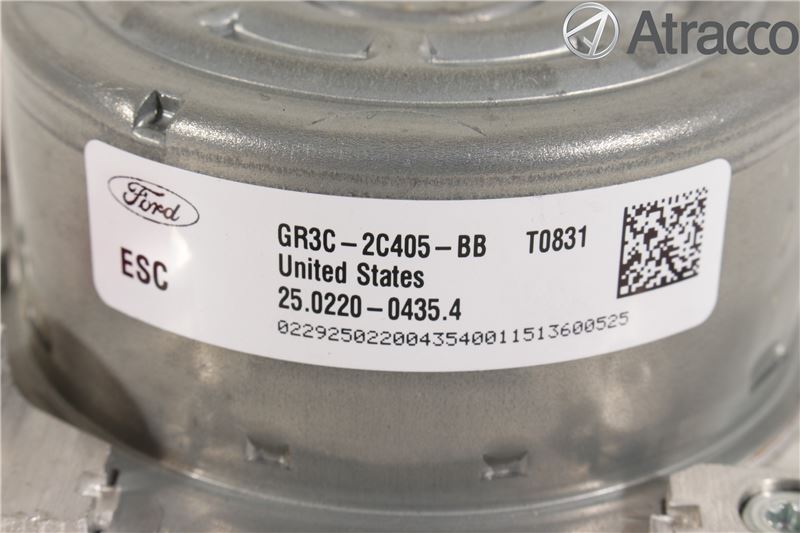 Atracco
Ford
ESC
GR3C-2C405-BB T0831
United States
25.0220-0435.4
0229250220043540011513600525